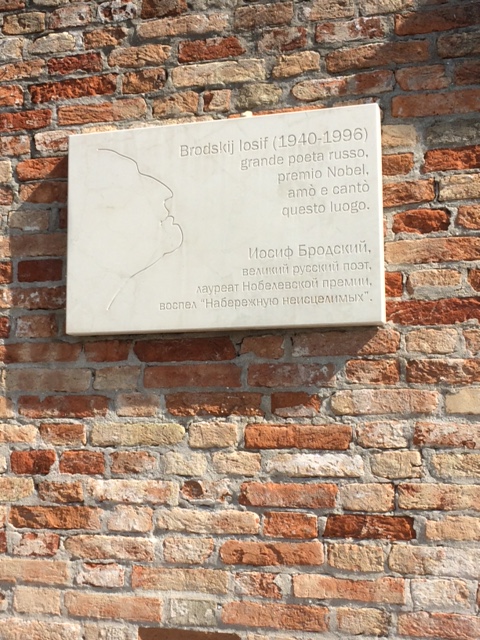 Brodskij Iosif (1940-1996)
grande poeta russo,
premio Nobel,
amò e cantò
questo luogo.
Иосиф Бродский,
великий русский поэт,
лауреат Нобелевской премии,
воспел "Набережную неисцелимых".